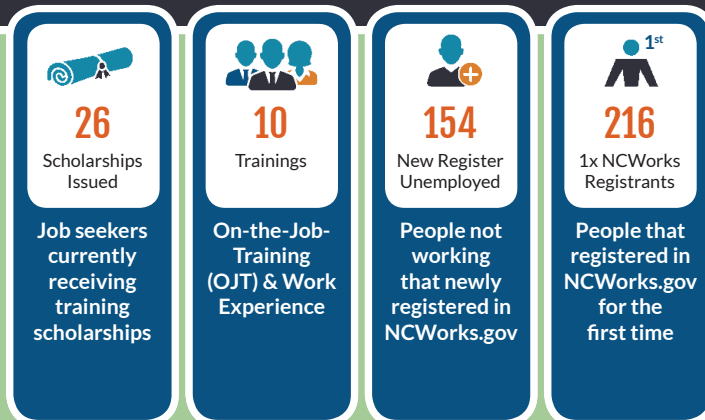 26
Scholarships
Issued
Job seekers
currently
receiving
training
scholarships
10
Trainings
On-the-Job-
Training
(OJT) & Work
Experience
154
New Register
Unemployed
People not
working
that newly
registered in
NCWorks.gov
1st
216
1x NCWorks
Registrants
People that
registered in
NCWorks.gov
for the
first time